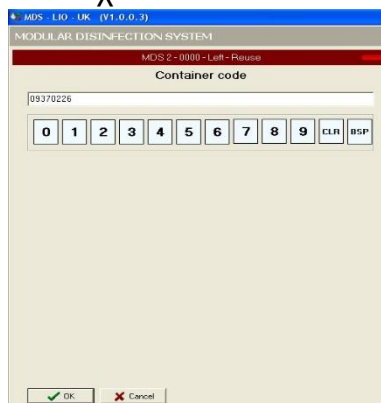 MDS - LIO - UK (V1.0.0.3)
MODULAR DISINFECTION SYSTEM
MDS 2 - 0000 - Left - Reuse
Container code
09370226
0 1 2 3 4 5 6 7 8 9 CLR BSP
OK Cancel